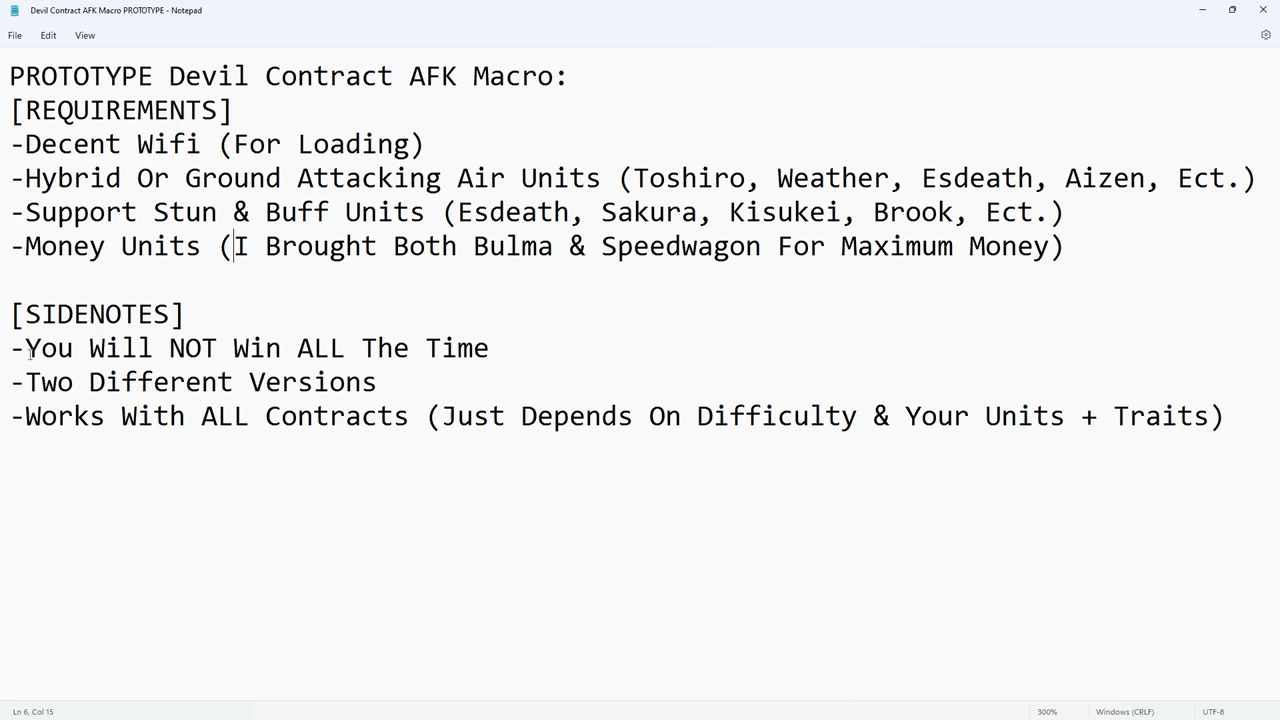 Devil Contract AFK Macro PROTOTYPE - Notepad
File Edit View
PROTOTYPE Devil Contract AFK Macro:
[REQUIREMENTS]
-Decent Wifi (For Loading)
-Hybrid Or Ground Attacking Air Units (Toshiro, Weather, Esdeath, Aizen, Ect.)
-Support Stun & Buff Units (Esdeath, Sakura, Kisukei, Brook, Ect.)
-Money Units (I Brought Both Bulma & Speedwagon For Maximum Money)
[SIDENOTES]
-You Will NOT Win ALL The Time
-Two Different Versions
-Works With ALL Contracts (Just Depends On Difficulty & Your Units + Traits)
Ln 6, Col 15 300% Windows (CRLF) UTF-8